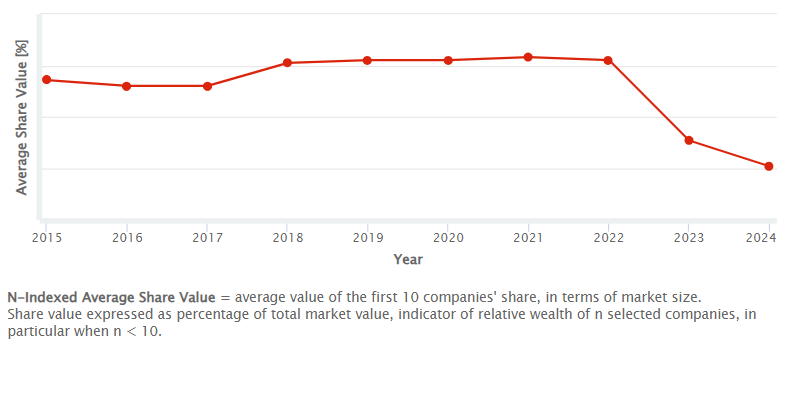 Average Share Value [%]
2015 2016 2017 2018 2019 2020 2021 2022 2023 2024
Year
N-Indexed Average Share Value = average value of the first 10 companies' share, in terms of market size.
Share value expressed as percentage of total market value, indicator of relative wealth of n selected companies, in
particular when n < 10.